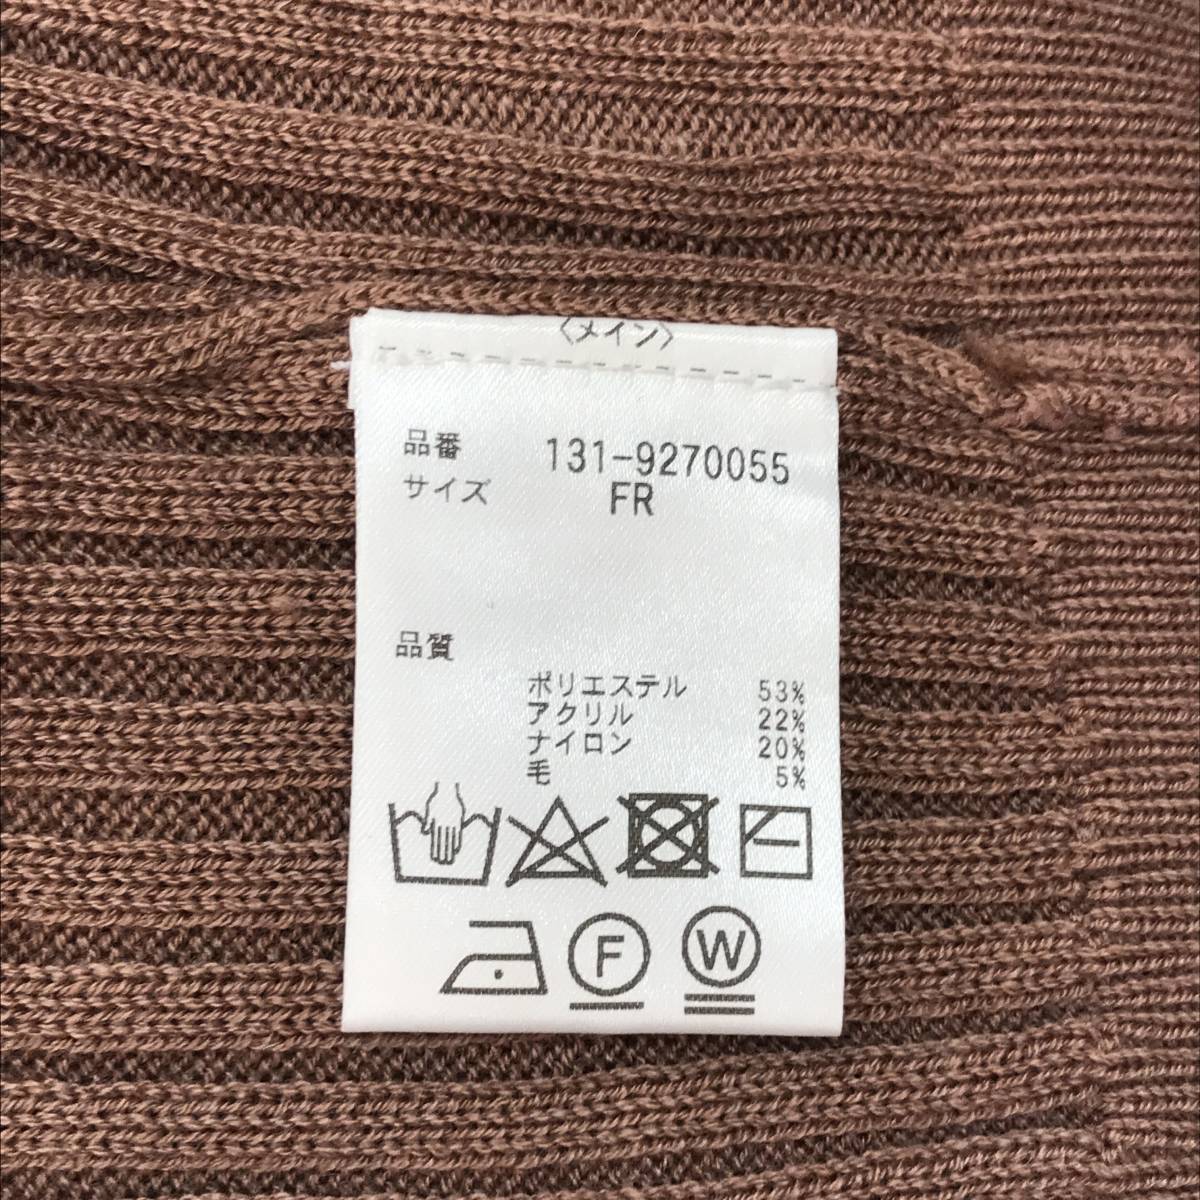 〈メイン〉
品番 131-9270055
サイズ FR
品質
ポリエステル 53%
アクリル 22%
ナイロン 20%
毛 5%
F W